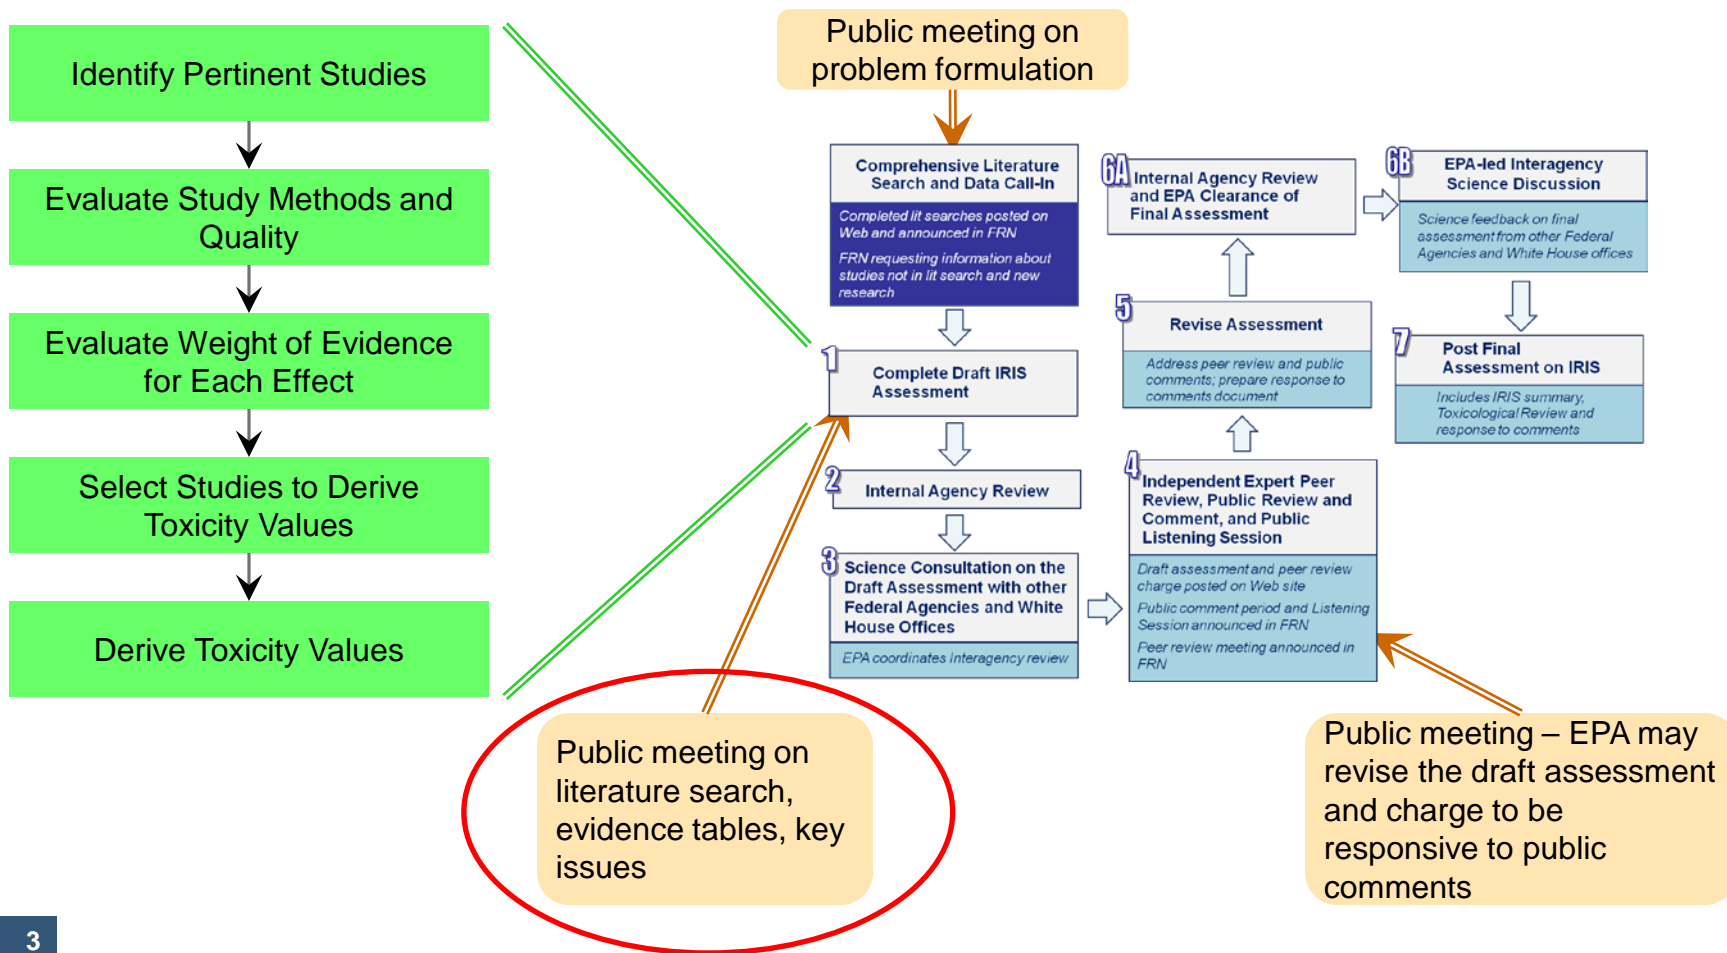 Identify Pertinent Studies
Evaluate Study Methods and
Quality
Evaluate Weight of Evidence
for Each Effect
Select Studies to Derive
Toxicity Values
Derive Toxicity Values
Public meeting on
problem formulation
Comprehensive Literature
Search and Data Call-In
Completed lit searches posted on
Web and announced in FRN
FRN requesting information about
studies not in lit search and new
research
1
Complete Draft IRIS
Assessment
2
Internal Agency Review
3
Science Consultation on the
Draft Assessment with other
Federal Agencies and White
House Offices
EPA coordinates Interagency review
4
Independent Expert Peer
Review, Public Review and
Comment, and Public
Listening Session
Draft assessment and peer review
charge posted on Web site
Public comment period and Listening
Session announced in FRN
Peer review meeting announced in
FRN
5
Revise Assessment
Address peer review and public
comments; prepare response to
comments document
6A
Internal Agency Review
and EPA Clearance of
Final Assessment
6B
EPA-led Interagency
Science Discussion
Science feedback on final
assessment from other Federal
Agencies and White House offices
7
Post Final
Assessment on IRIS
Includes IRIS summary,
Toxicological Review and
response to comments
Public meeting on
literature search,
evidence tables, key
issues
Public meeting – EPA may
revise the draft assessment
and charge to be
responsive to public
comments
3